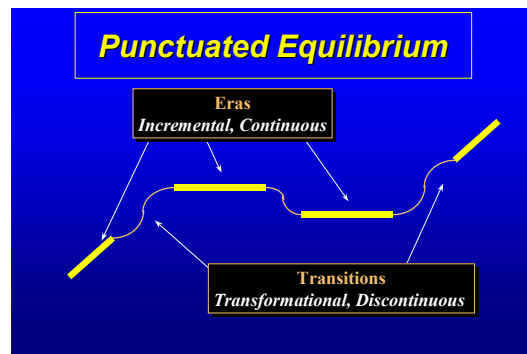 Punctuated Equilibrium
Eras
Incremental, Continuous
Transitions
Transformational, Discontinuous